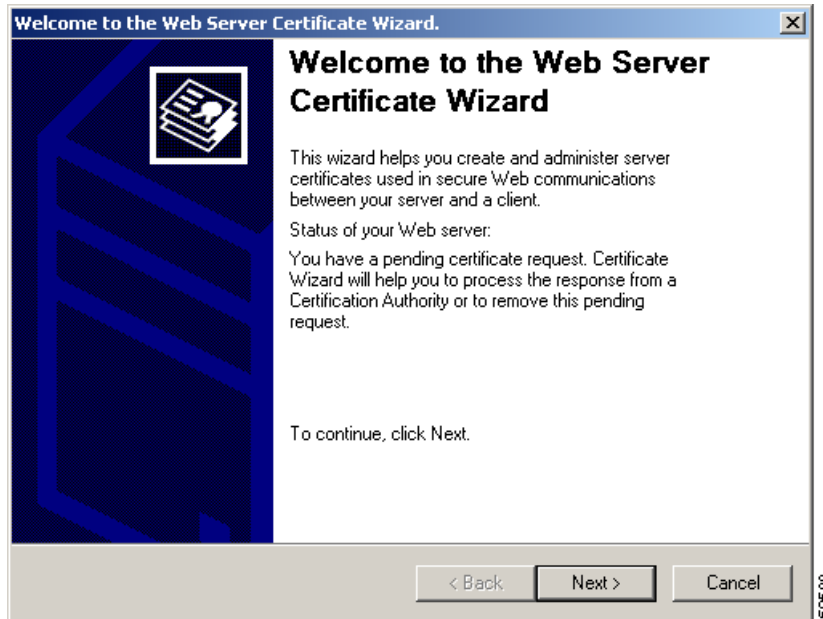 Welcome to the Web Server Certificate Wizard.
Welcome to the Web Server
Certificate Wizard
This wizard helps you create and administer server
certificates used in secure Web communications
between your server and a client.
Status of your Web server:
You have a pending certificate request. Certificate
Wizard will help you to process the response from a
Certification Authority or to remove this pending
request.
To continue, click Next.
< Back
Next >
Cancel